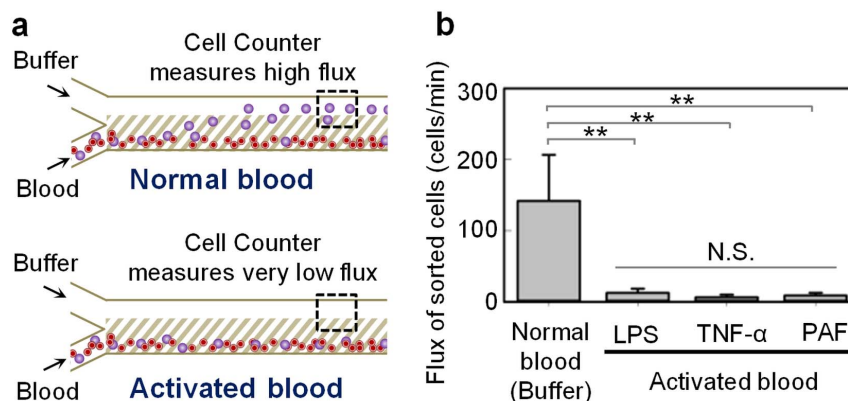 a
Cell Counter
measures high flux
Buffer
Blood
Normal blood
Cell Counter
measures very low flux
Buffer
Blood
Activated blood
b
Flux of sorted cells (cells/min)
300
200
100
0
**
**
**
N.S.
Normal
blood
(Buffer)
LPS
TNF-α
PAF
Activated blood